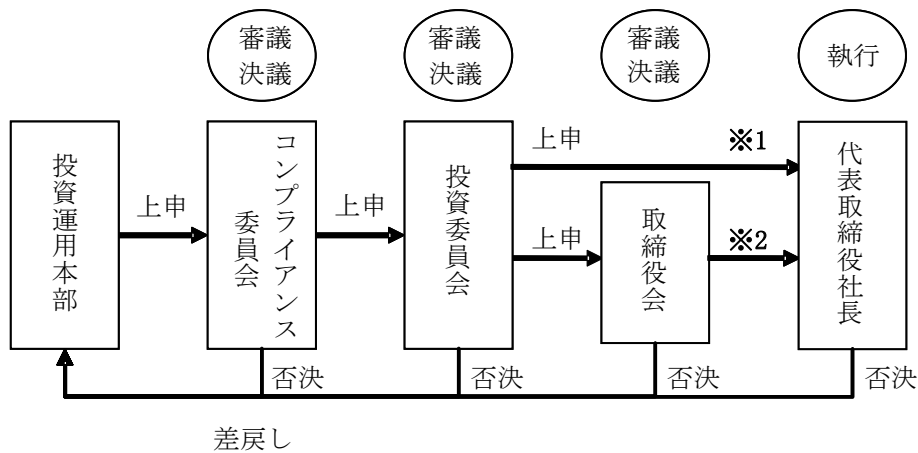 審議
決議
審議
決議
審議
決議
執行
投資運用本部
上申
コンプライアンス
委員会
上申
投資委員会
上申
※1
上申
取締役会
※2
代表取締役社長
否決
否決
否決
否決
差戻し